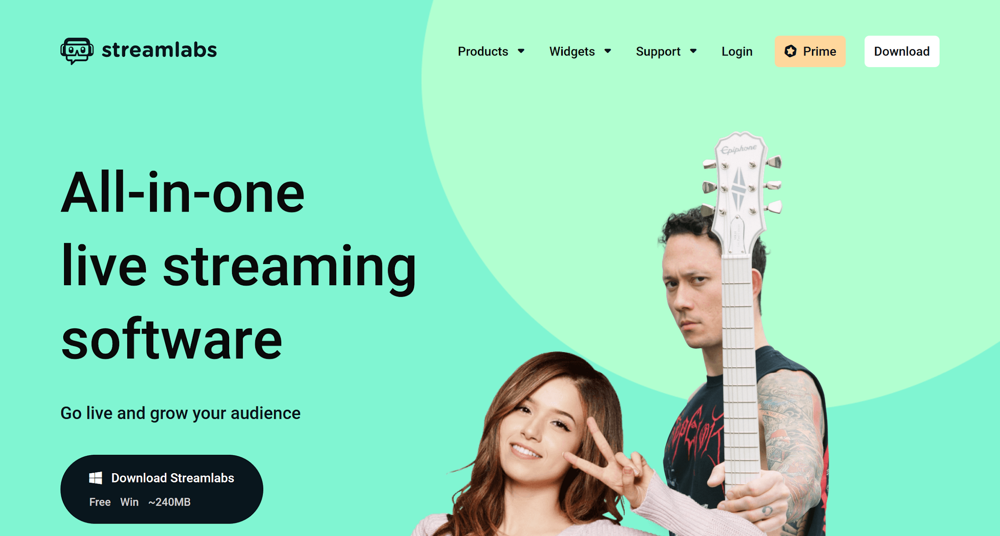 streamlabs
Products Widgets Support Login Prime Download
Epiphone
All-in-one
live streaming
software
Go live and grow your audience
Download Streamlabs
Free Win ~240MB